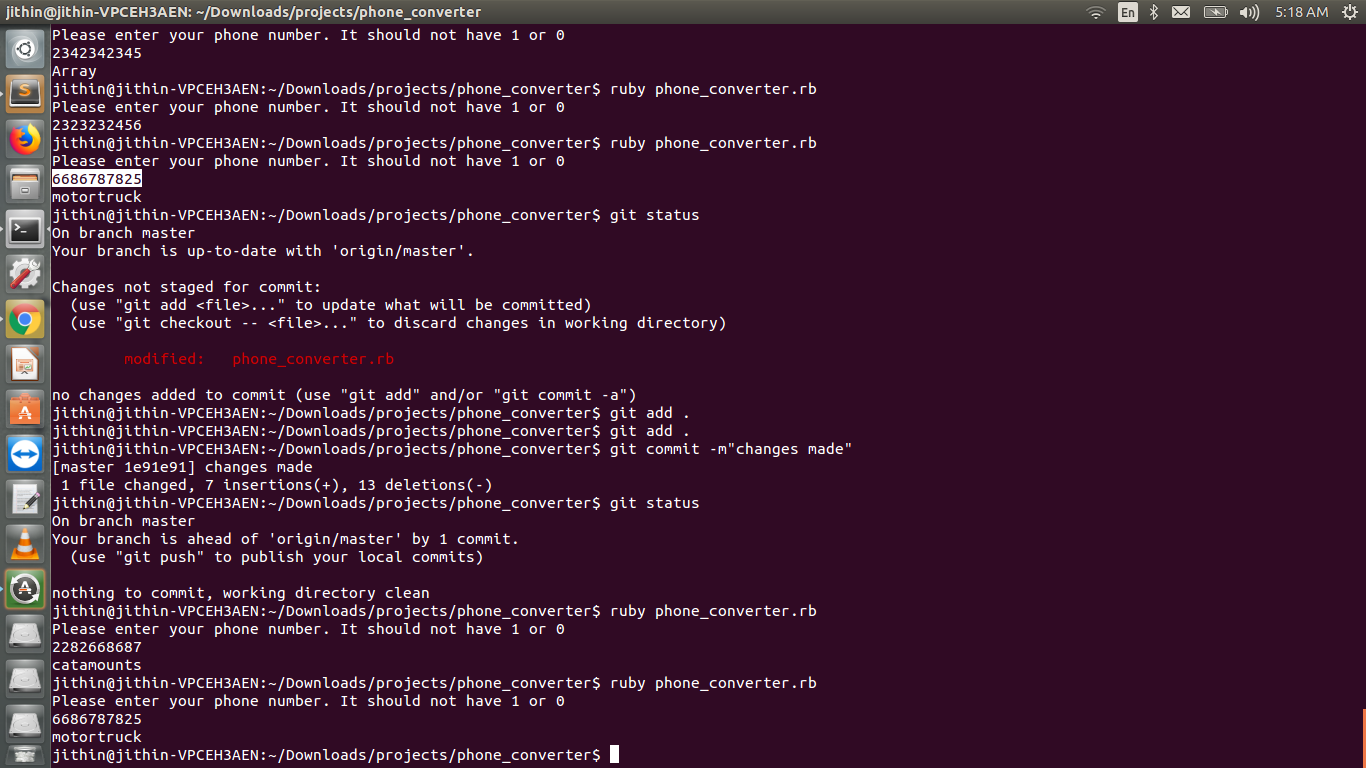 jithin@jithin-VPCEH3AEN: ~/Downloads/projects/phone_converter
En
5:18 AM
Please enter your phone number. It should not have 1 or 0
2342342345
Array
jithin@jithin-VPCEH3AEN:~/Downloads/projects/phone_converter$ ruby phone_converter.rb
Please enter your phone number. It should not have 1 or 0
2323232456
jithin@jithin-VPCEH3AEN:~/Downloads/projects/phone_converter$ ruby phone_converter.rb
Please enter your phone number. It should not have 1 or 0
6686787825
motortruck
jithin@jithin-VPCEH3AEN:~/Downloads/projects/phone_converter$ git status
On branch master
Your branch is up-to-date with 'origin/master'.
Changes not staged for commit:
  (use "git add <file>..." to update what will be committed)
  (use "git checkout -- <file>..." to discard changes in working directory)
        modified:   phone_converter.rb
no changes added to commit (use "git add" and/or "git commit -a")
jithin@jithin-VPCEH3AEN:~/Downloads/projects/phone_converter$ git add .
jithin@jithin-VPCEH3AEN:~/Downloads/projects/phone_converter$ git add .
jithin@jithin-VPCEH3AEN:~/Downloads/projects/phone_converter$ git commit -m"changes made"
[master 1e91e91] changes made
 1 file changed, 7 insertions(+), 13 deletions(-)
jithin@jithin-VPCEH3AEN:~/Downloads/projects/phone_converter$ git status
On branch master
Your branch is ahead of 'origin/master' by 1 commit.
  (use "git push" to publish your local commits)
nothing to commit, working directory clean
jithin@jithin-VPCEH3AEN:~/Downloads/projects/phone_converter$ ruby phone_converter.rb
Please enter your phone number. It should not have 1 or 0
2282668687
catamounts
jithin@jithin-VPCEH3AEN:~/Downloads/projects/phone_converter$ ruby phone_converter.rb
Please enter your phone number. It should not have 1 or 0
6686787825
motortruck
jithin@jithin-VPCEH3AEN:~/Downloads/projects/phone_converter$